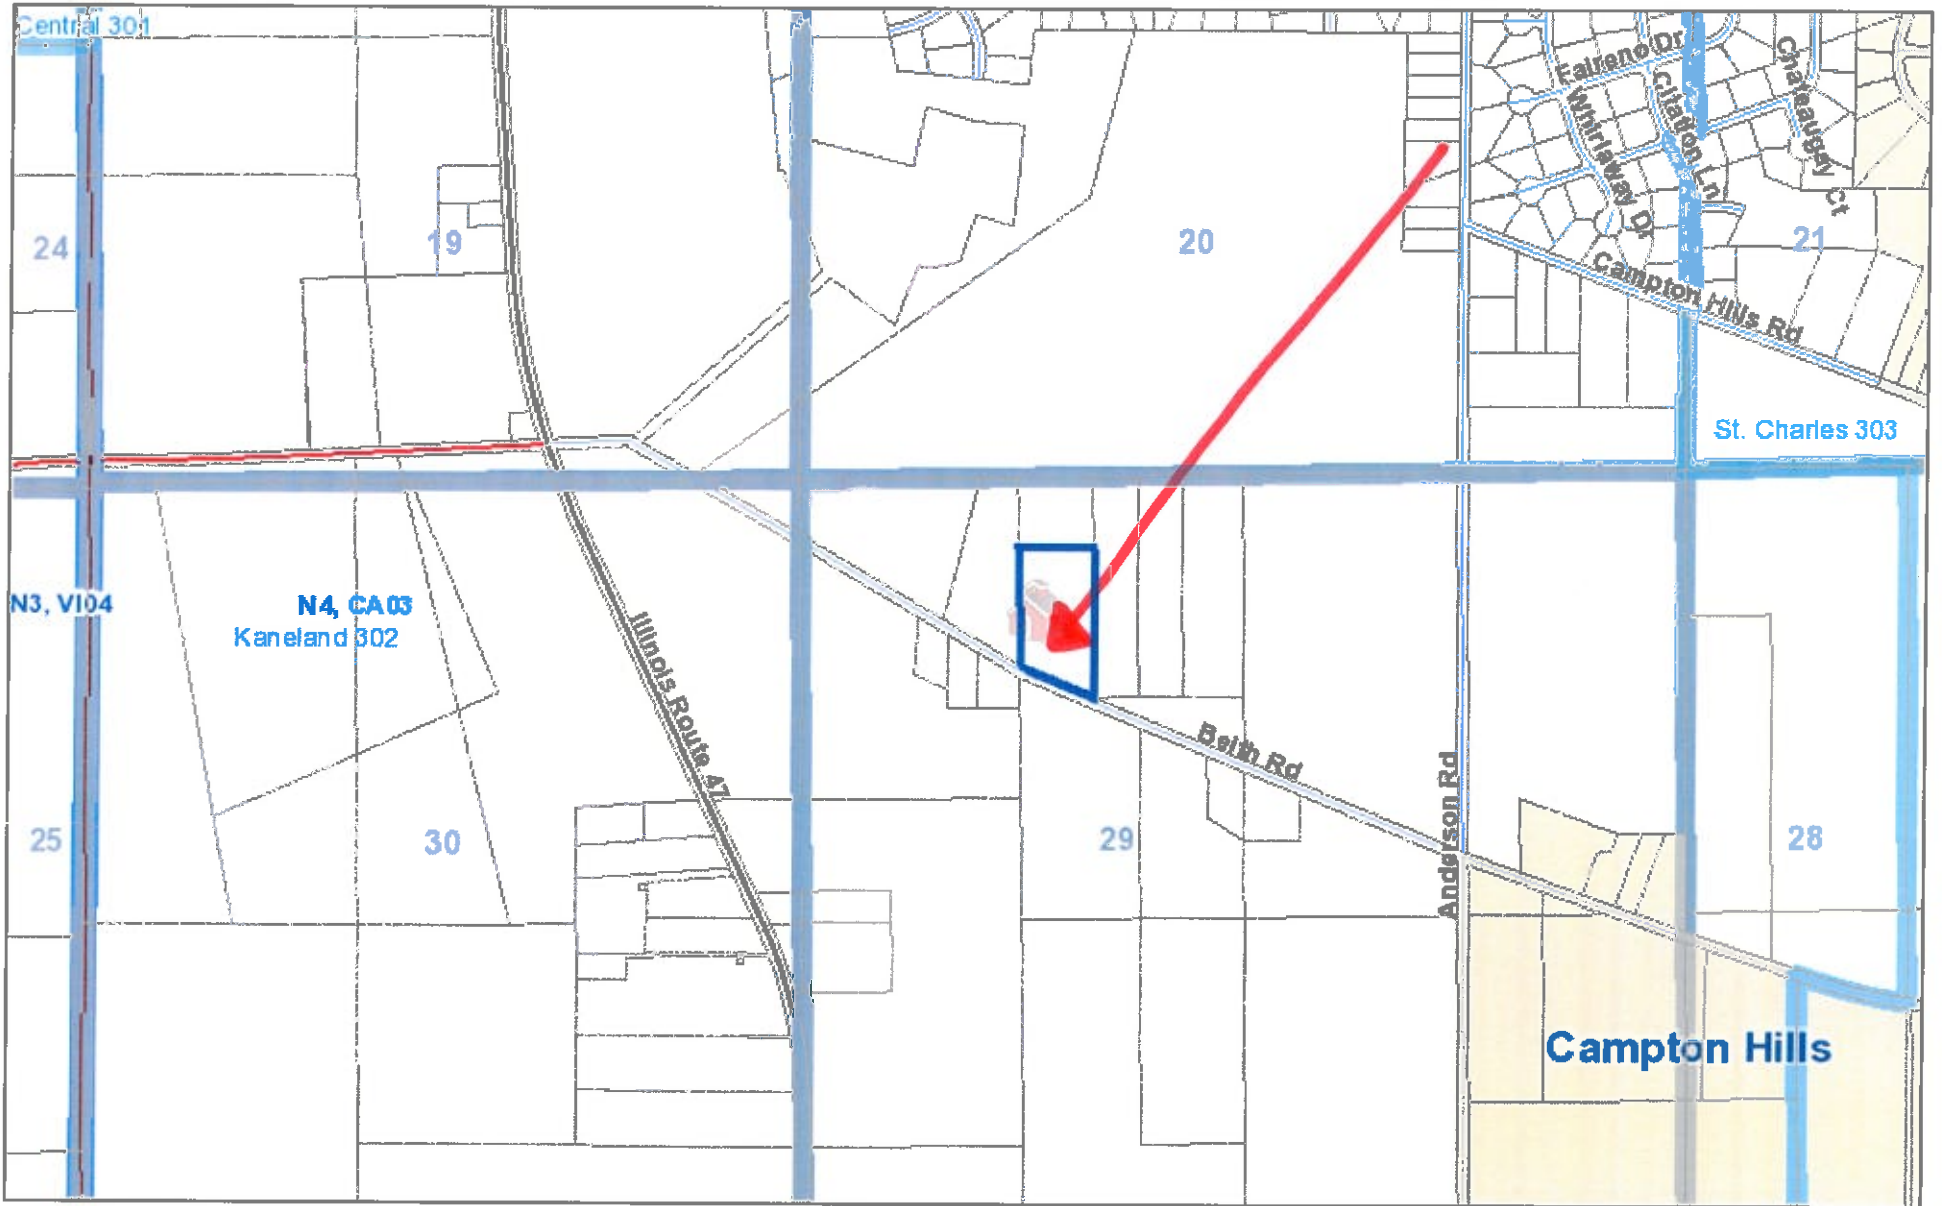 Central 301
Faireno Dr
Whirlaway Dr
Citation Ln
Chateaugay Ct
24
19
20
21
Campton Hills Rd
St. Charles 303
N3, VI04
N4, CA03
Kaneland 302
Illinois Route 47
Beith Rd
Anderson Rd
25
30
29
28
Campton Hills